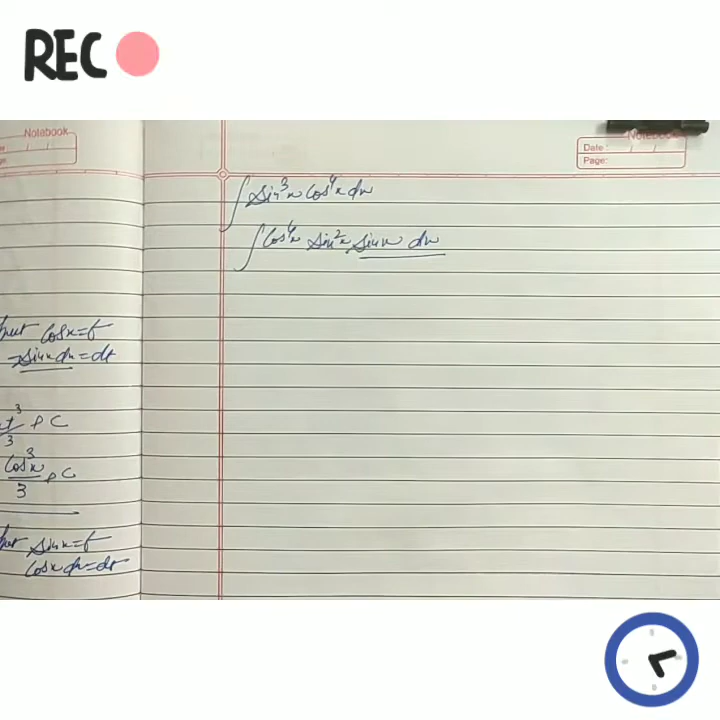 REC
Notebook
Notebook
Date : / /
Page:
∫ sin³x cos⁴x dx
∫ cos⁴x sin²x sinx dx
put cosx=t
-sinx dx = dt
t³/3 + C
cos³x/3 + C
put sinx=t
cosx dx=dt